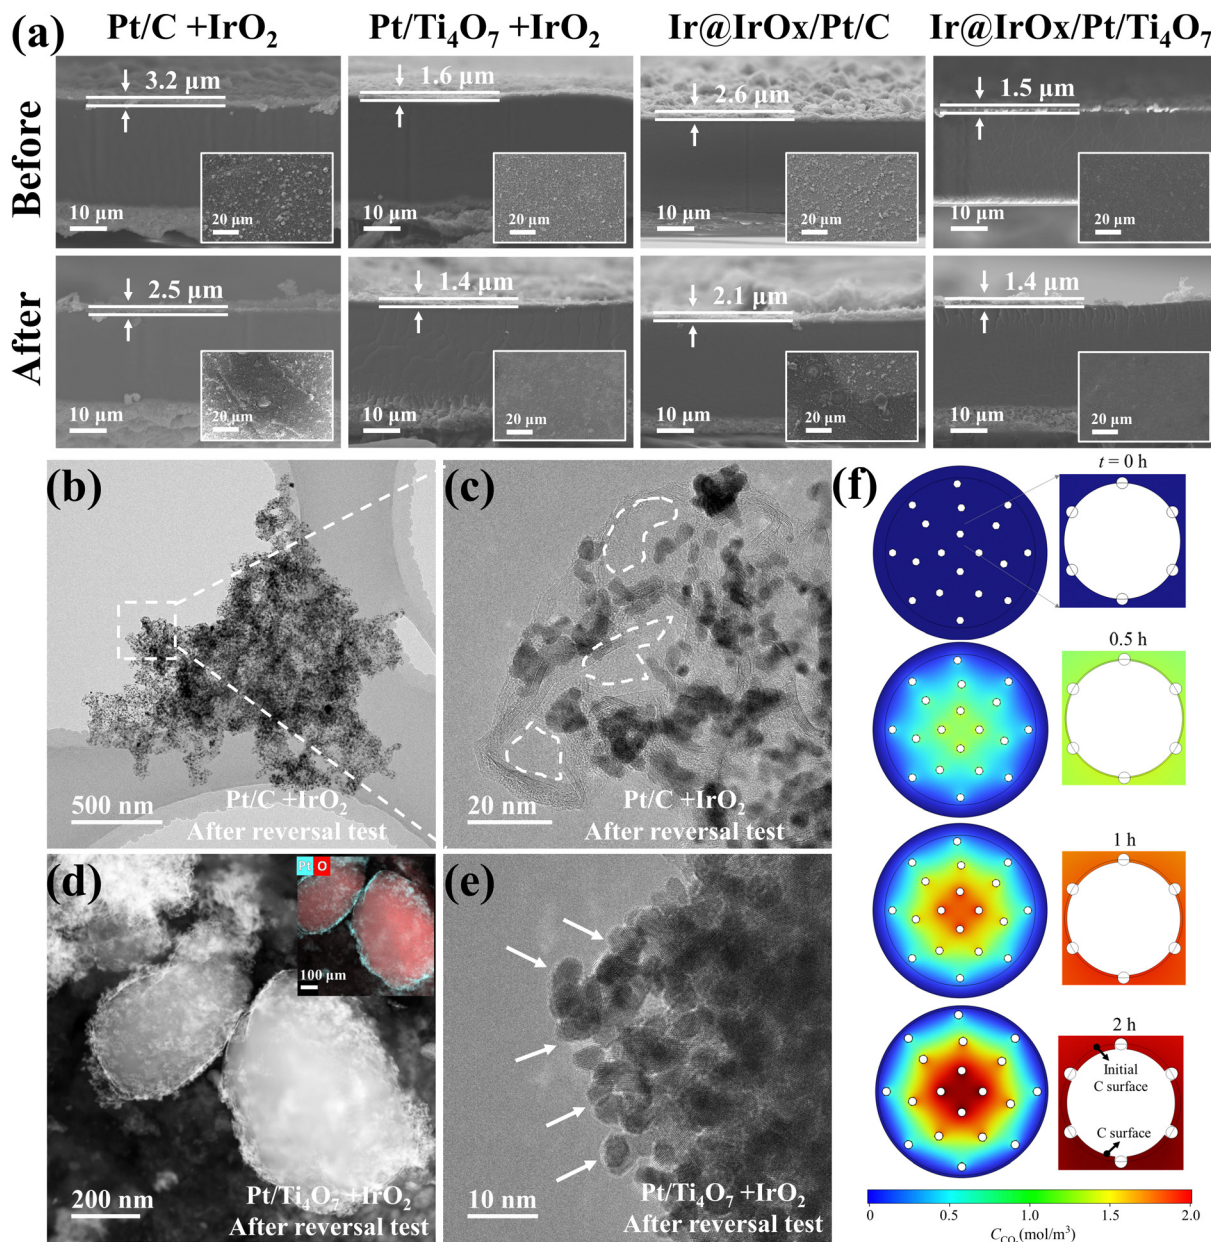 (a)
Pt/C +IrO₂
Pt/Ti₄O₇ +IrO₂
Ir@IrOx/Pt/C
Ir@IrOx/Pt/Ti₄O₇
Before
3.2 μm
10 μm
20 μm
1.6 μm
10 μm
20 μm
2.6 μm
10 μm
20 μm
1.5 μm
10 μm
20 μm
After
2.5 μm
10 μm
20 μm
1.4 μm
10 μm
20 μm
2.1 μm
10 μm
20 μm
1.4 μm
10 μm
20 μm
(b)
500 nm
Pt/C +IrO₂
After reversal test
(c)
20 nm
Pt/C +IrO₂
After reversal test
(d)
Pt O
100 μm
200 nm
Pt/Ti₄O₇ +IrO₂
After reversal test
(e)
10 nm
Pt/Ti₄O₇ +IrO₂
After reversal test
(f)
t = 0 h
0.5 h
1 h
2 h
Initial
C surface
C surface
0 0.5 1.0 1.5 2.0
C_CO₂(mol/m³)